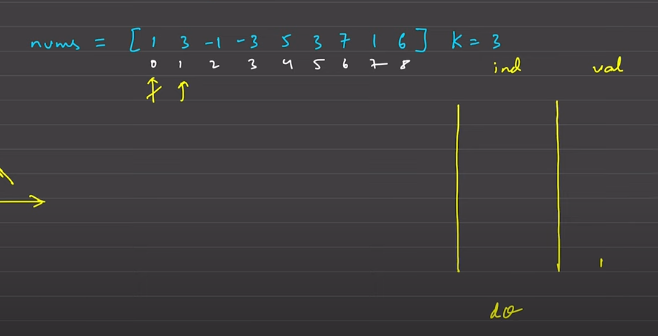 nums = [ 1 3 -1 -3 5 3 7 1 6 ] K = 3
0 1 2 3 4 5 6 7 8
ind val
1
dQ